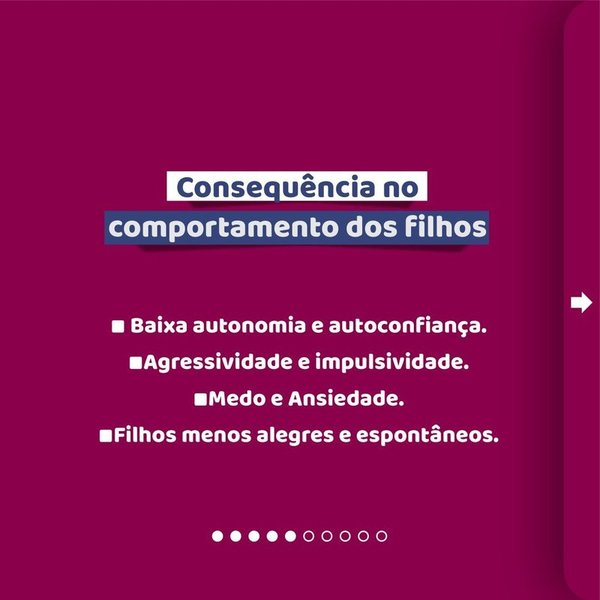 Consequência no
comportamento dos filhos
■ Baixa autonomia e autoconfiança.
■Agressividade e impulsividade.
■Medo e Ansiedade.
■Filhos menos alegres e espontâneos.